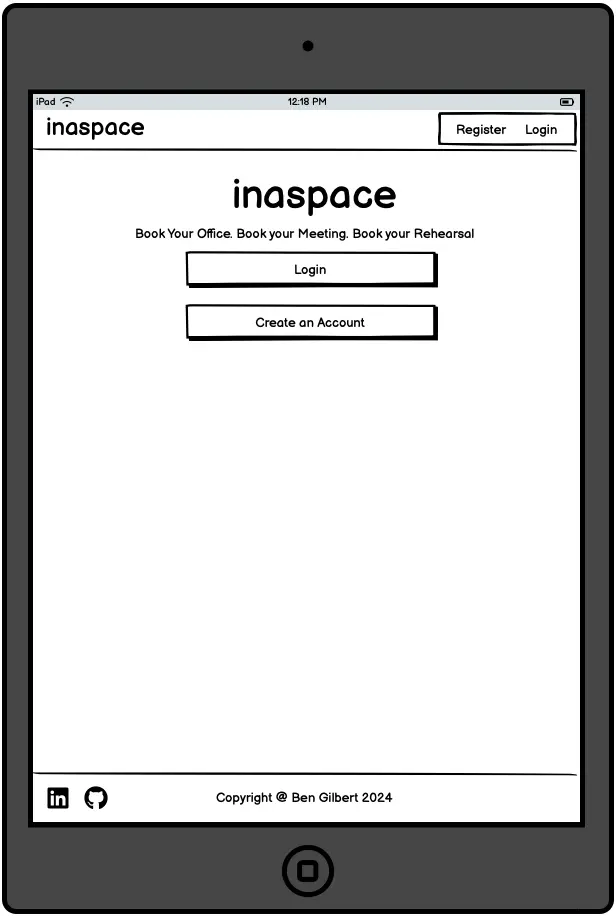 iPad 12:18 PM
inaspace Register Login
inaspace
Book Your Office. Book your Meeting. Book your Rehearsal
Login
Create an Account
in Copyright @ Ben Gilbert 2024